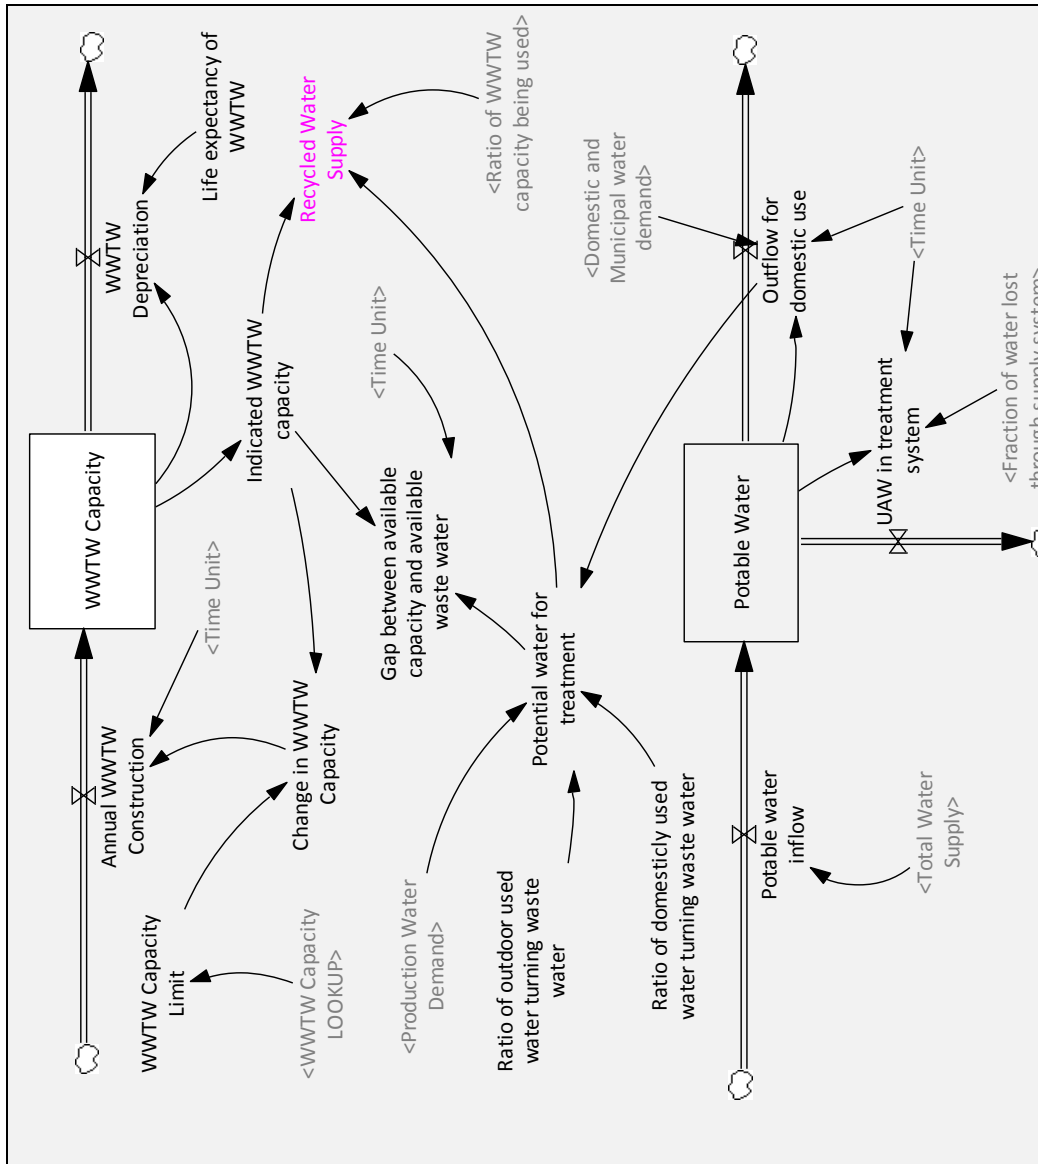 WWTW Capacity
Annual WWTW
Construction
WWTW
Depreciation
Life expectancy of
WWTW
<Time Unit>
WWTW Capacity
Limit
<WWTW Capacity
LOOKUP>
Change in WWTW
Capacity
Indicated WWTW
capacity
Recycled Water
Supply
<Time Unit>
Gap between available
capacity and available
waste water
<Ratio of WWTW
capacity being used>
<Production Water
Demand>
Ratio of outdoor used
water turning waste
water
Potential water for
treatment
Ratio of domesticly used
water turning waste water
<Domestic and
Municipal water
demand>
Potable Water
Potable water
inflow
<Total Water
Supply>
Outflow for
domestic use
<Time Unit>
UAW in treatment
system
<Fraction of water lost
through supply system>